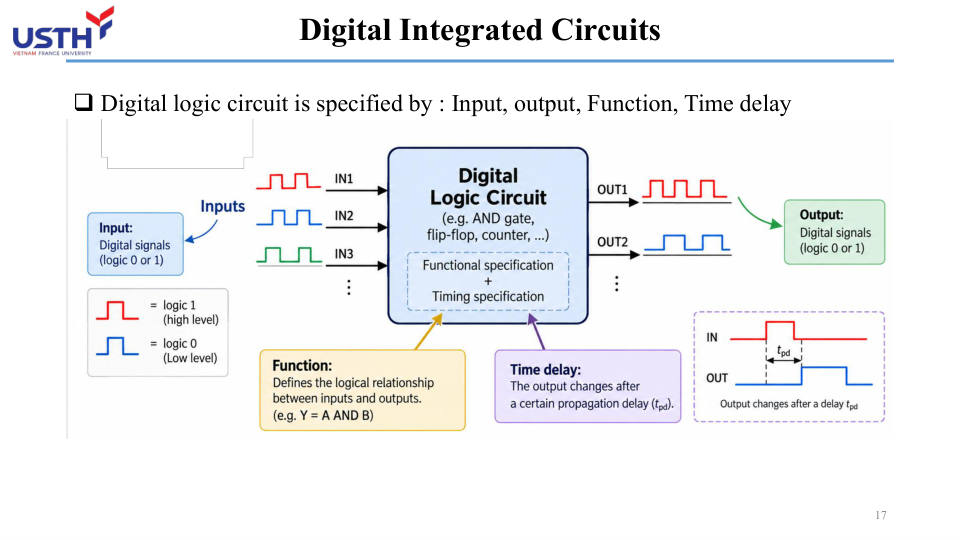 USTH
VIETNAM FRANCE UNIVERSITY
Digital Integrated Circuits
❑ Digital logic circuit is specified by : Input, output, Function, Time delay
Inputs
Input:
Digital signals
(logic 0 or 1)
= logic 1
(high level)
= logic 0
(Low level)
IN1
IN2
IN3
⋮
Digital
Logic Circuit
(e.g. AND gate,
flip-flop, counter, ...)
Functional specification
+
Timing specification
OUT1
OUT2
⋮
Output:
Digital signals
(logic 0 or 1)
Function:
Defines the logical relationship
between inputs and outputs.
(e.g. Y = A AND B)
Time delay:
The output changes after
a certain propagation delay (tpd).
IN
tpd
OUT
Output changes after a delay tpd
17